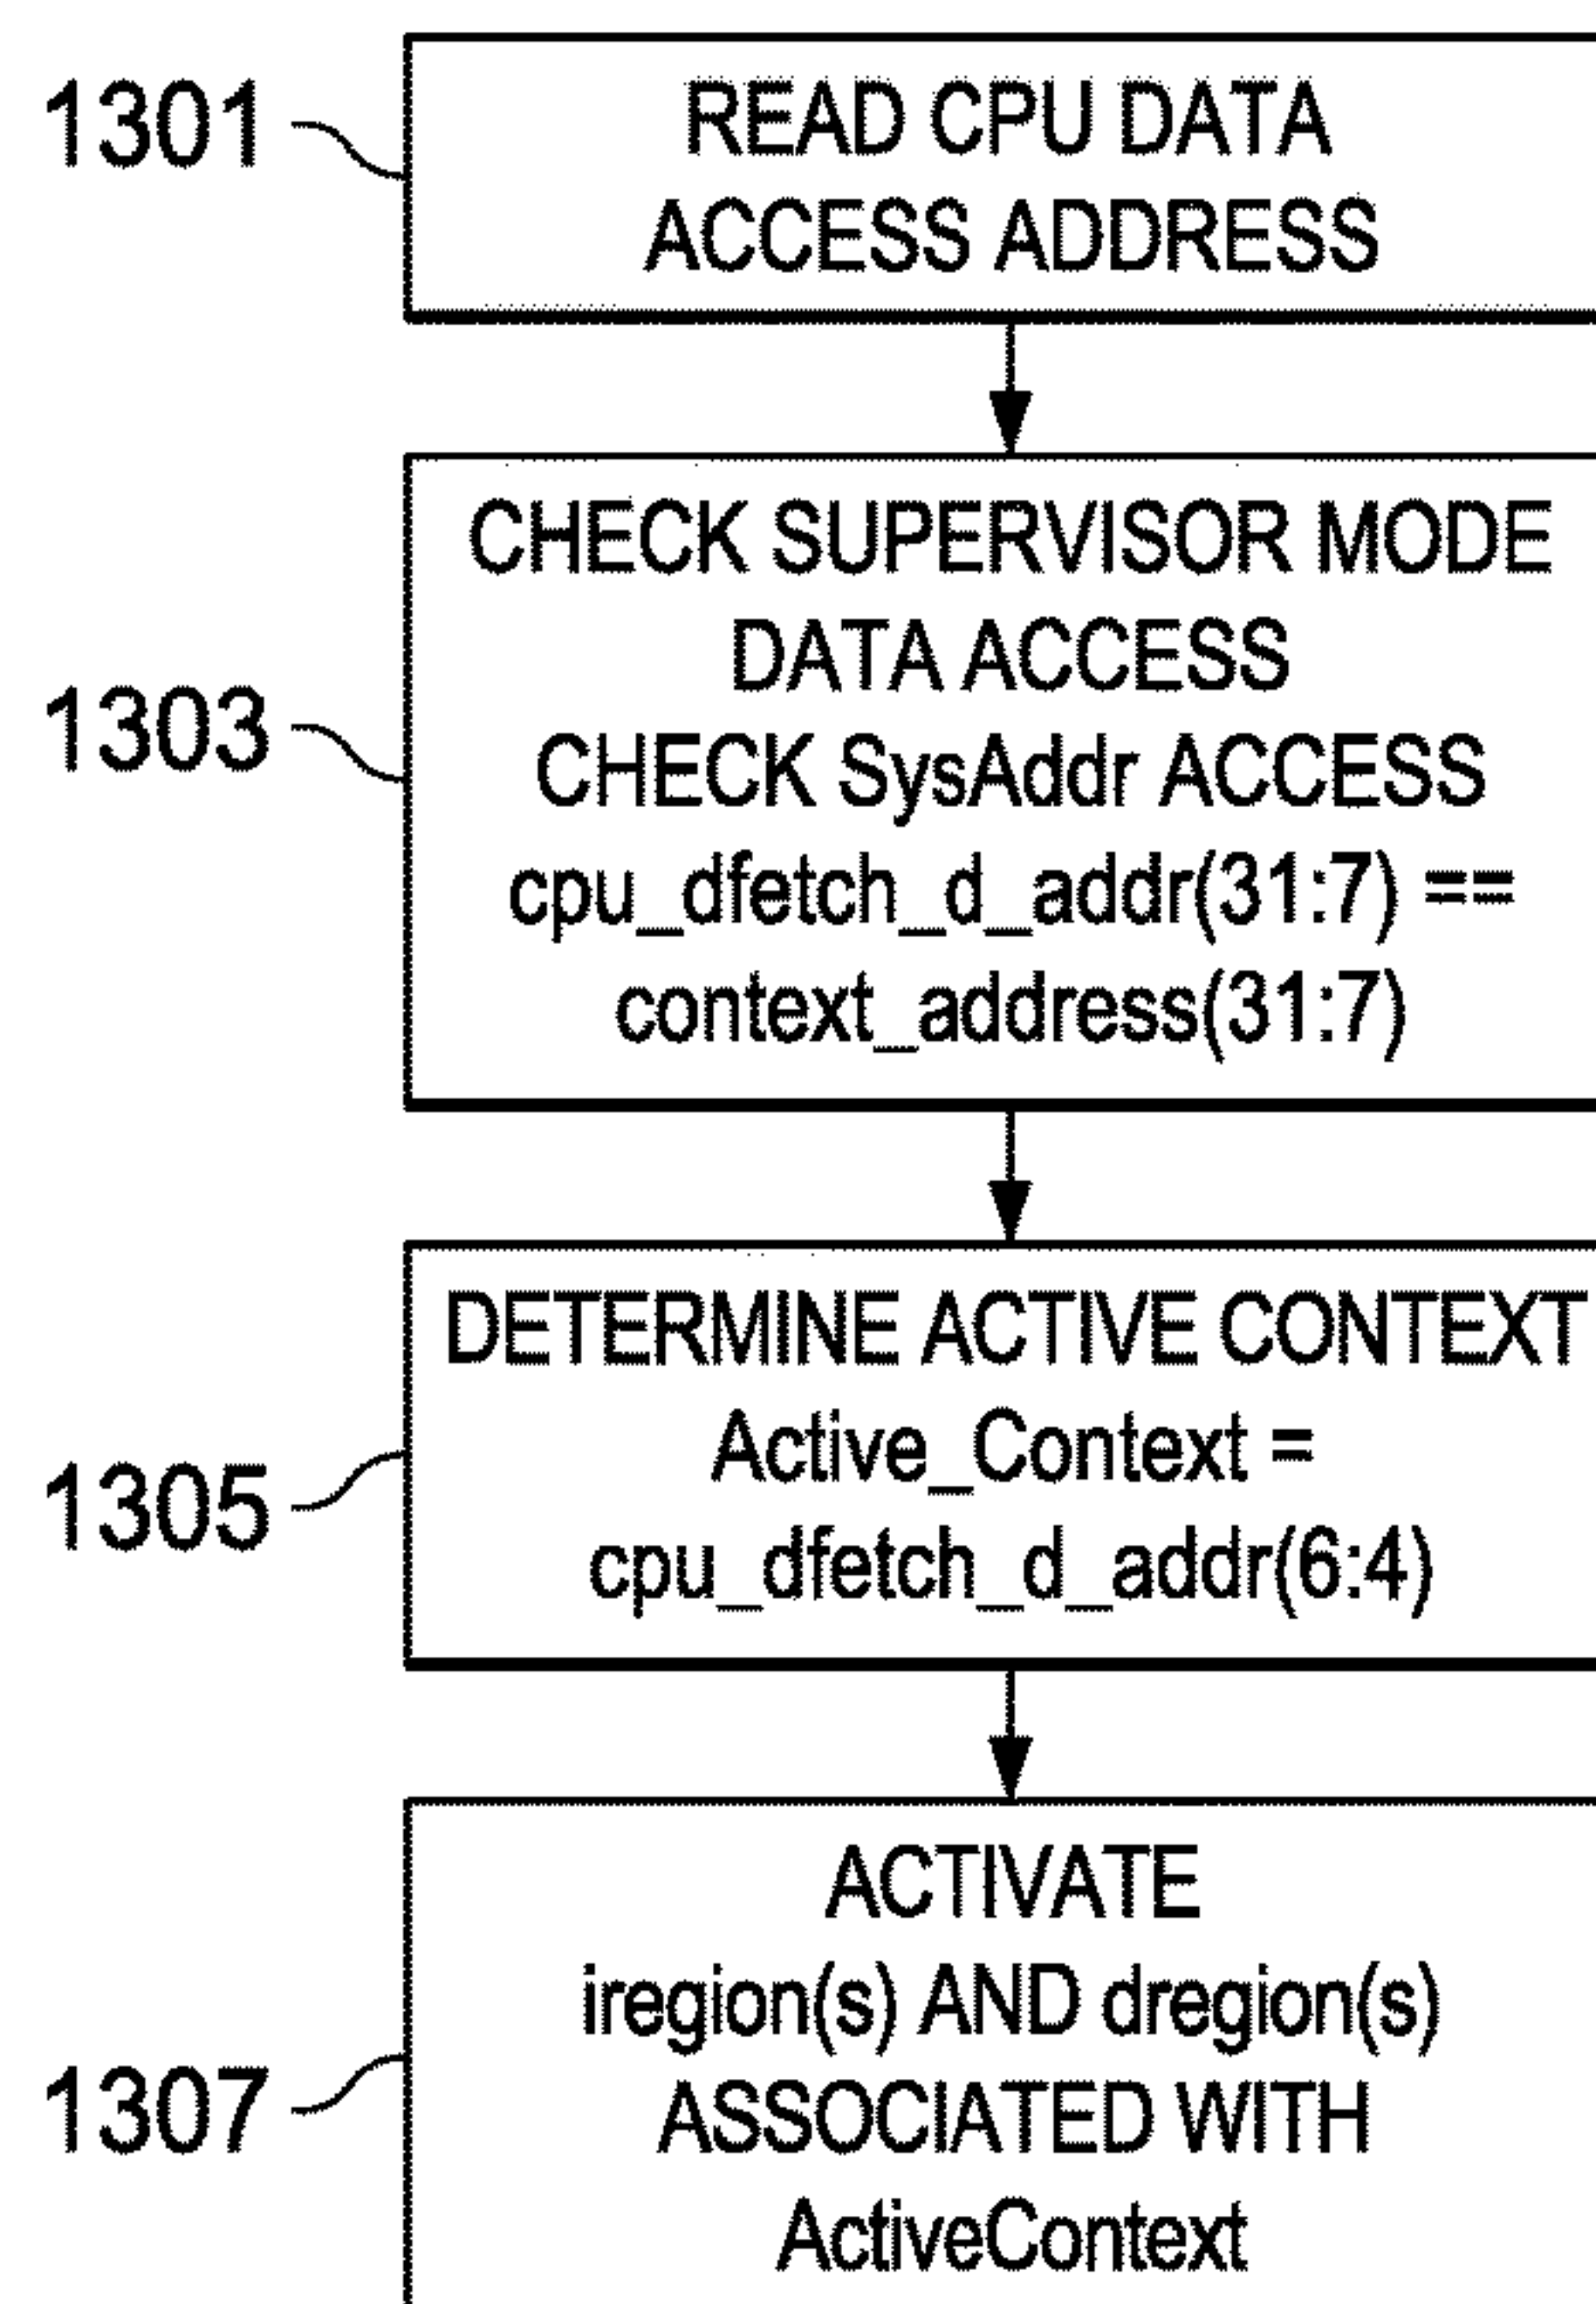 1301
READ CPU DATA
ACCESS ADDRESS
1303
CHECK SUPERVISOR MODE
DATA ACCESS
CHECK SysAddr ACCESS
cpu_dfetch_d_addr(31:7) ==
context_address(31:7)
1305
DETERMINE ACTIVE CONTEXT
Active_Context =
cpu_dfetch_d_addr(6:4)
1307
ACTIVATE
iregion(s) AND dregion(s)
ASSOCIATED WITH
ActiveContext